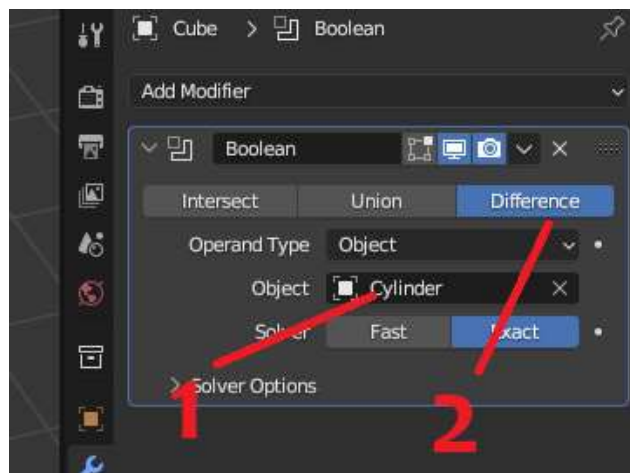 Cube > Boolean
Add Modifier
Boolean
Intersect Union Difference
Operand Type Object
Object Cylinder
Solver Fast Exact
> Solver Options
1 2